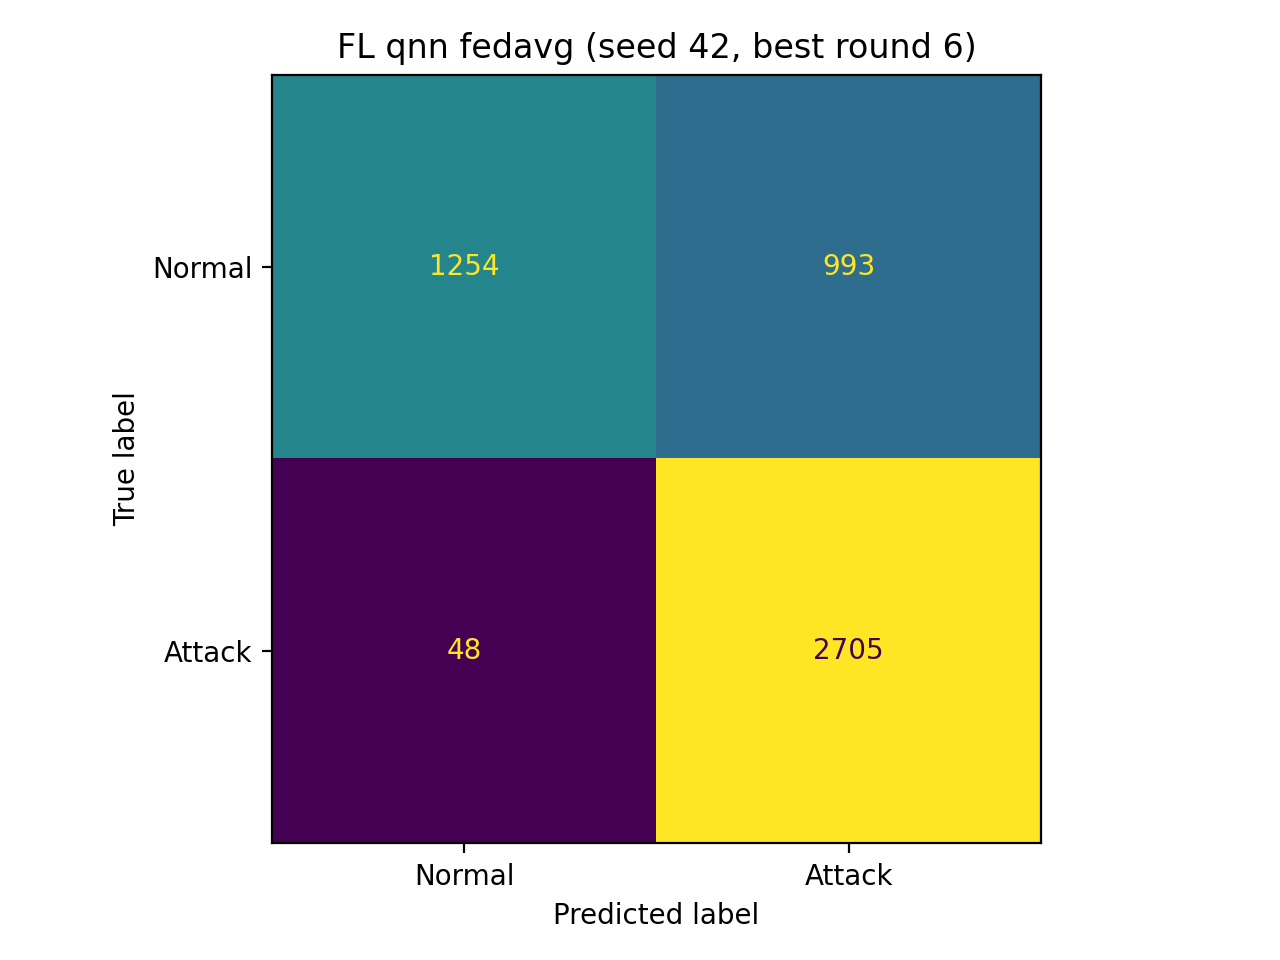 FL qnn fedavg (seed 42, best round 6)
Normal
1254
993
True label
Attack
48
2705
Normal
Attack
Predicted label